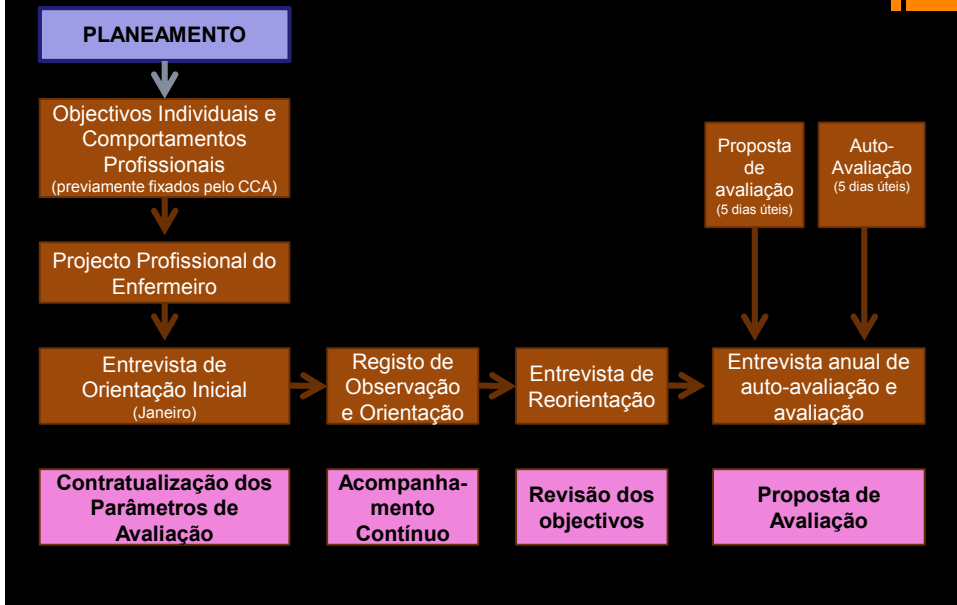 PLANEAMENTO
Objectivos Individuais e
Comportamentos
Profissionais
(previamente fixados pelo CCA)
Projecto Profissional do
Enfermeiro
Proposta
de
avaliação
(5 dias úteis)
Auto-
Avaliação
(5 dias úteis)
Entrevista de
Orientação Inicial
(Janeiro)
Registo de
Observação
e Orientação
Entrevista de
Reorientação
Entrevista anual de
auto-avaliação e
avaliação
Contratualização dos
Parâmetros de
Avaliação
Acompanha-
mento
Contínuo
Revisão dos
objectivos
Proposta de
Avaliação